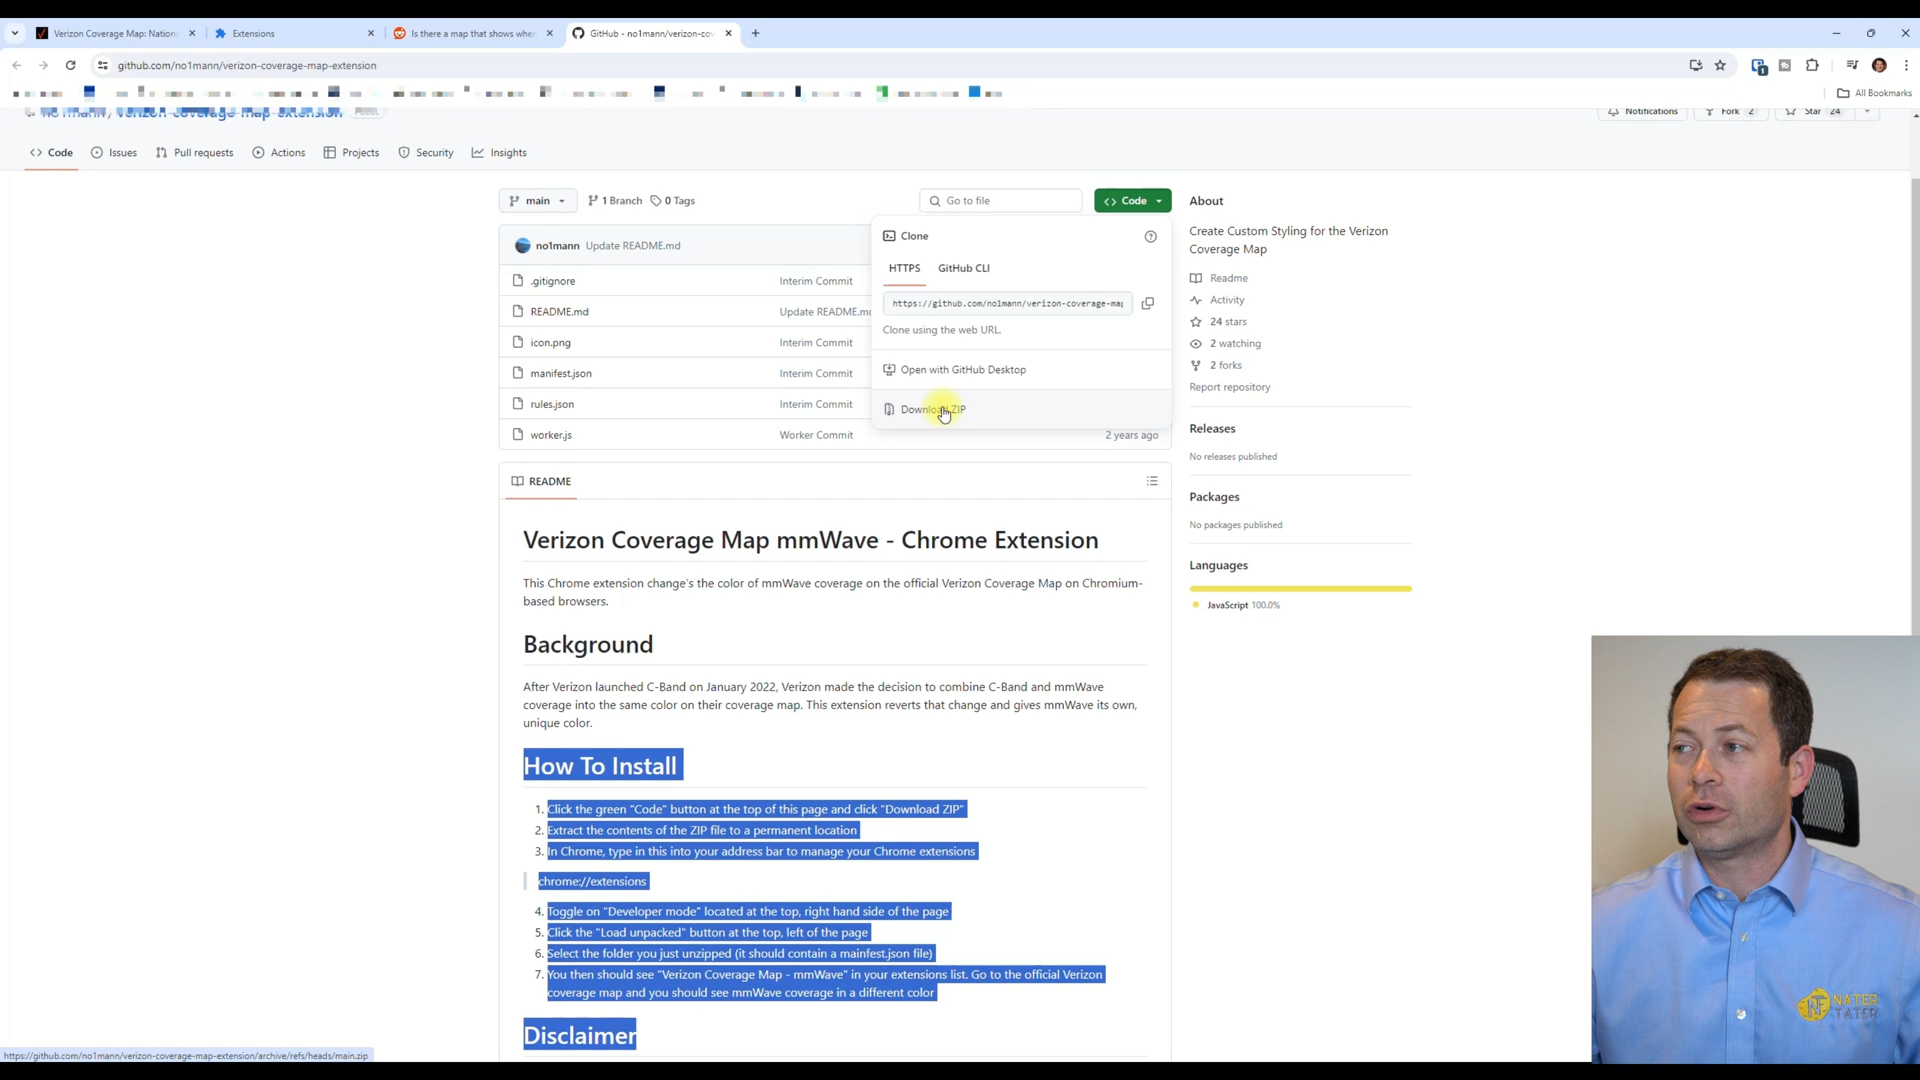 Verizon Coverage Map: Nation
Extensions
Is there a map that shows wher
GitHub - no1mann/verizon-cov
github.com/no1mann/verizon-coverage-map-extension
All Bookmarks
no1mann / verizon-coverage-map-extension
Public
Notifications
Fork 2
Star 24
Code
Issues
Pull requests
Actions
Projects
Security
Insights
main
1 Branch
0 Tags
Go to file
Code
About
Create Custom Styling for the Verizon
Coverage Map
Readme
Activity
24 stars
2 watching
2 forks
Report repository
Releases
No releases published
Packages
No packages published
Languages
JavaScript 100.0%
no1mann Update README.md
.gitignore Interim Commit
README.md Update README.md
icon.png Interim Commit
manifest.json Interim Commit
rules.json Interim Commit
worker.js Worker Commit 2 years ago
Clone
HTTPS
GitHub CLI
https://github.com/no1mann/verizon-coverage-map
Clone using the web URL.
Open with GitHub Desktop
Download ZIP
README
Verizon Coverage Map mmWave - Chrome Extension
This Chrome extension change's the color of mmWave coverage on the official Verizon Coverage Map on Chromium-
based browsers.
Background
After Verizon launched C-Band on January 2022, Verizon made the decision to combine C-Band and mmWave
coverage into the same color on their coverage map. This extension reverts that change and gives mmWave its own,
unique color.
How To Install
1. Click the green "Code" button at the top of this page and click "Download ZIP"
2. Extract the contents of the ZIP file to a permanent location
3. In Chrome, type in this into your address bar to manage your Chrome extensions
chrome://extensions
4. Toggle on "Developer mode" located at the top, right hand side of the page
5. Click the "Load unpacked" button at the top, left of the page
6. Select the folder you just unzipped (it should contain a mainfest.json file)
7. You then should see "Verizon Coverage Map - mmWave" in your extensions list. Go to the official Verizon
coverage map and you should see mmWave coverage in a different color
Disclaimer
https://github.com/no1mann/verizon-coverage-map-extension/archive/refs/heads/main.zip
NATER
TATER